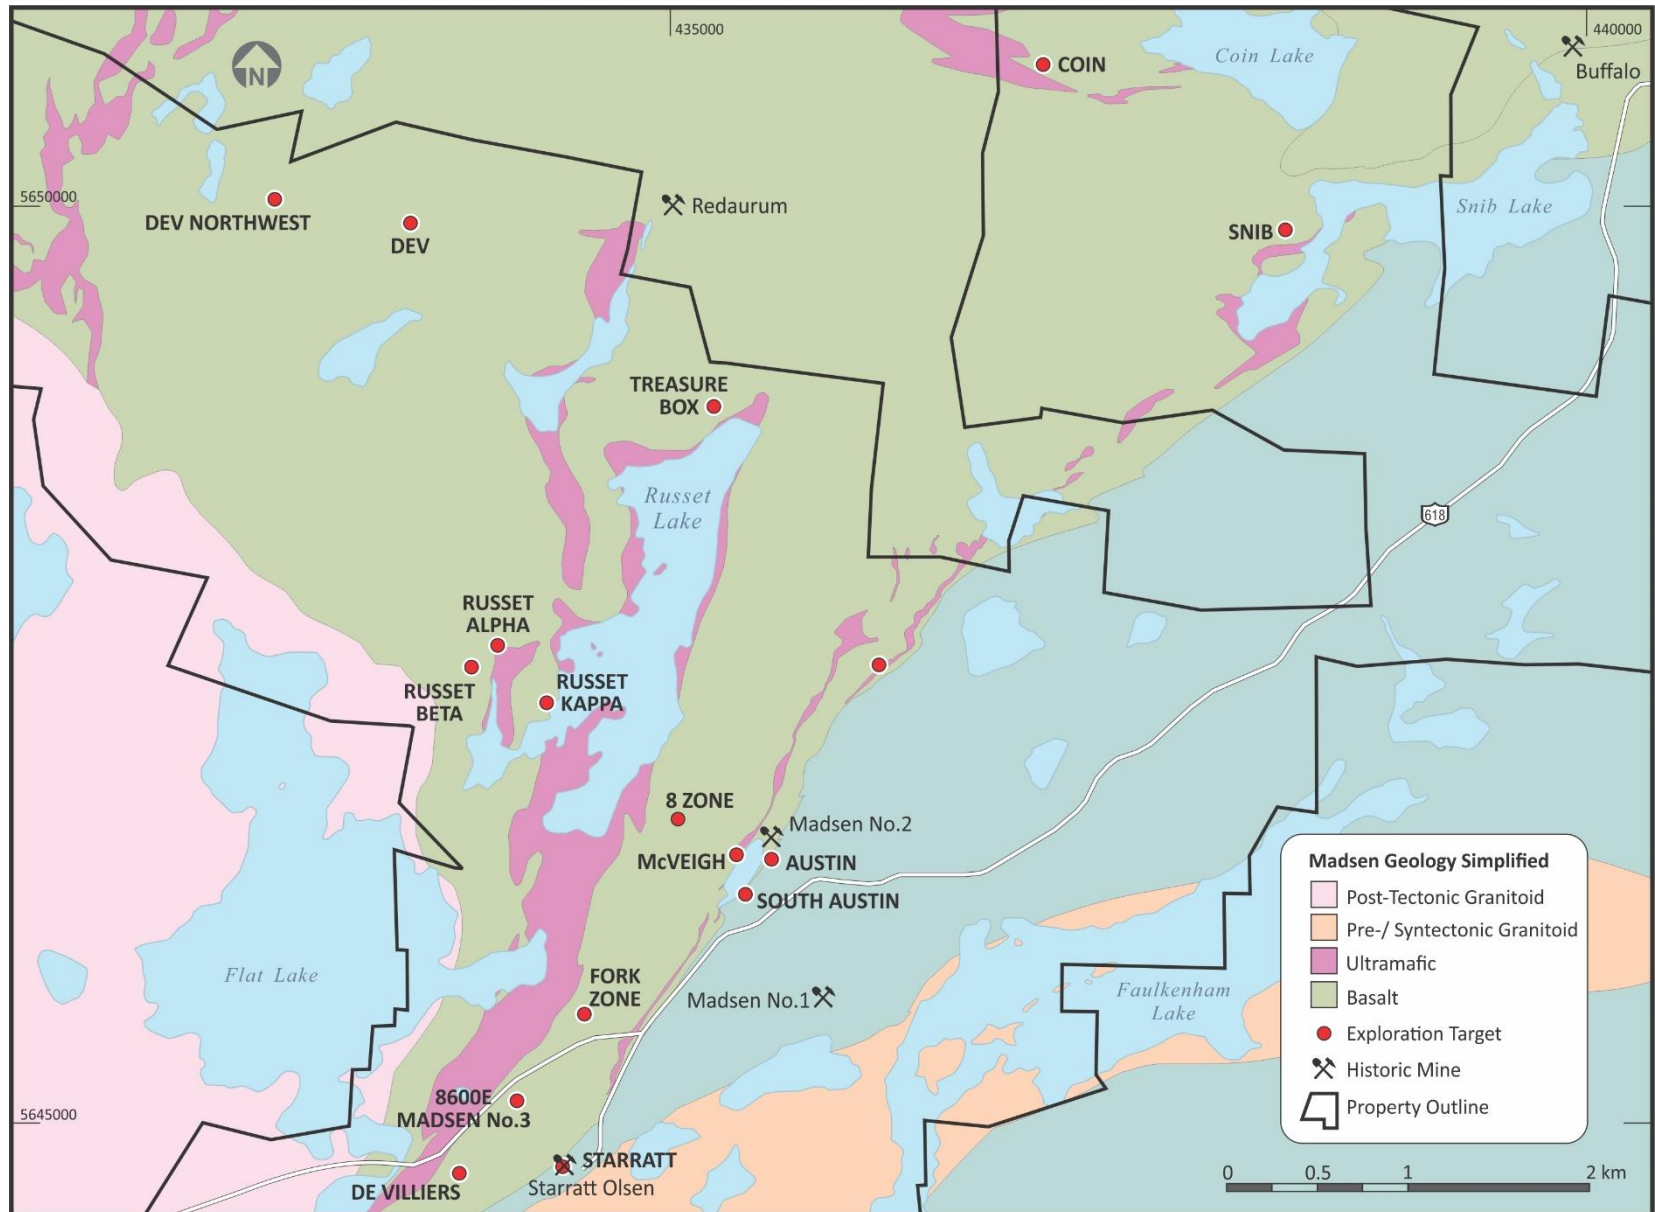 435000
440000
N
COIN
Coin Lake
Buffalo
5650000
DEV NORTHWEST
DEV
Redaurum
SNIB
Snib Lake
TREASURE
BOX
Russet
Lake
618
RUSSET
ALPHA
RUSSET
BETA
RUSSET
KAPPA
8 ZONE
Madsen No.2
McVEIGH
AUSTIN
SOUTH AUSTIN
Flat Lake
FORK
ZONE
Madsen No.1
Faulkenham
Lake
8600E
MADSEN No.3
5645000
STARRATT
Starratt Olsen
DE VILLIERS
Madsen Geology Simplified
Post-Tectonic Granitoid
Pre-/ Syntectonic Granitoid
Ultramafic
Basalt
Exploration Target
Historic Mine
Property Outline
0 0.5 1 2 km